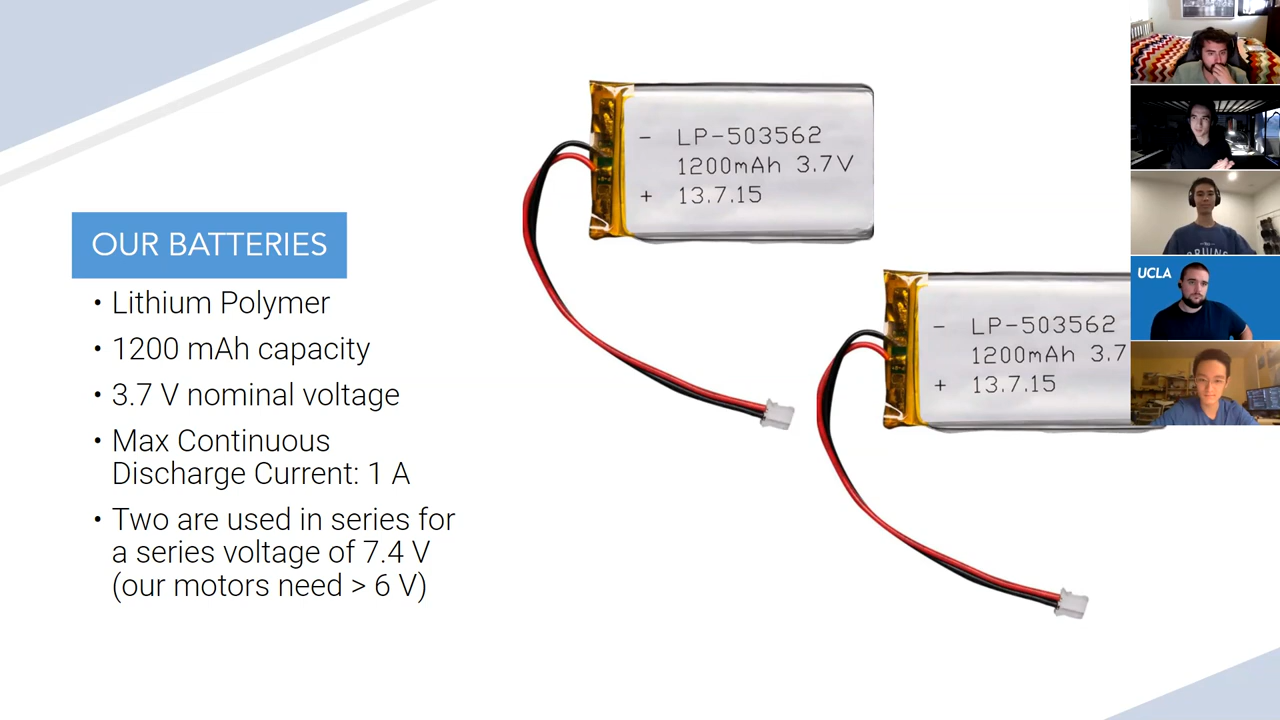 OUR BATTERIES
• Lithium Polymer
• 1200 mAh capacity
• 3.7 V nominal voltage
• Max Continuous
Discharge Current: 1 A
• Two are used in series for
a series voltage of 7.4 V
(our motors need > 6 V)
- LP-503562
1200mAh 3.7V
+ 13.7.15
- LP-503562
1200mAh 3.7
+ 13.7.15
UCLA